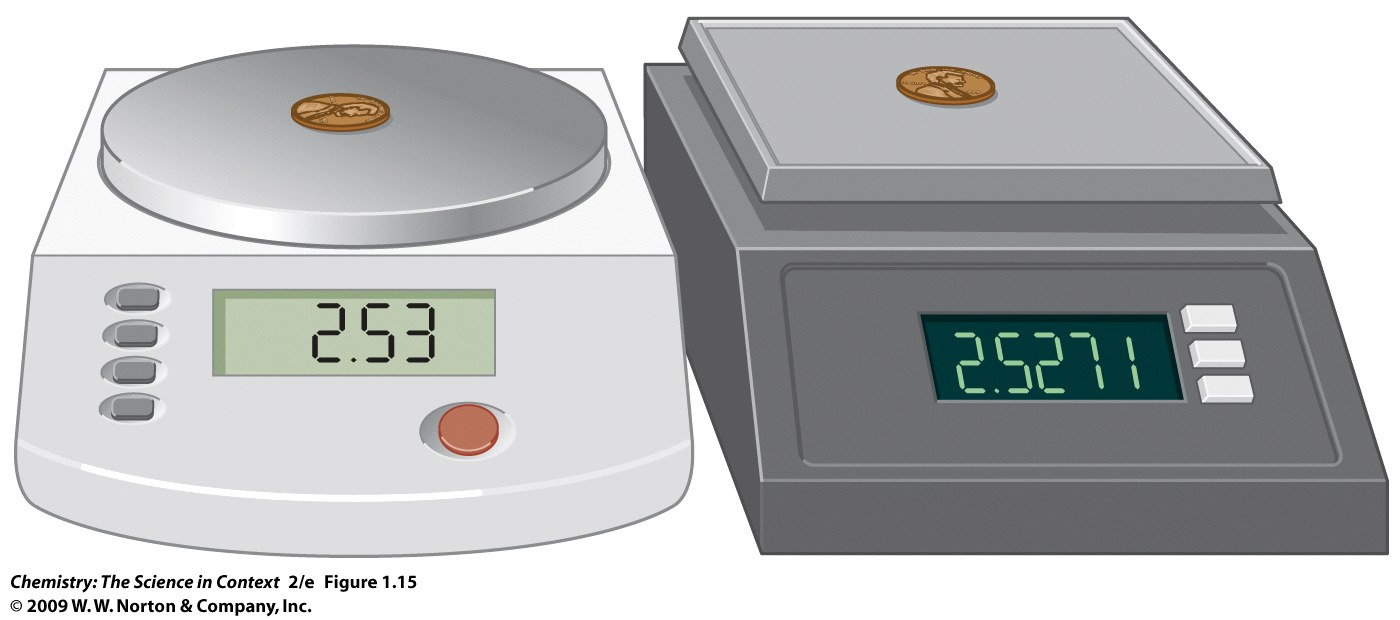 2.53
2.5271
Chemistry: The Science in Context 2/e Figure 1.15
© 2009 W. W. Norton & Company, Inc.